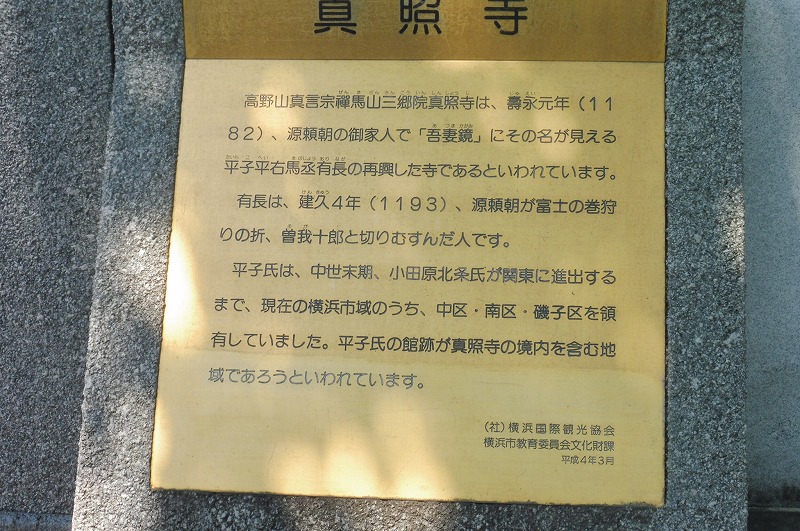 真照寺
高野山真言宗禪馬山三郷院真照寺は、壽永元年（11
82）、源頼朝の御家人で「吾妻鏡」にその名が見える
平子平右馬丞有長の再興した寺であるといわれています。
有長は、建久4年（1193）、源頼朝が富士の巻狩
りの折、曽我十郎と切りむすんだ人です。
平子氏は、中世末期、小田原北条氏が関東に進出する
まで、現在の横浜市域のうち、中区・南区・磯子区を領
有していました。平子氏の館跡が真照寺の境内を含む地
域であろうといわれています。
（社）横浜国際観光協会
横浜市教育委員会文化財課
平成4年3月